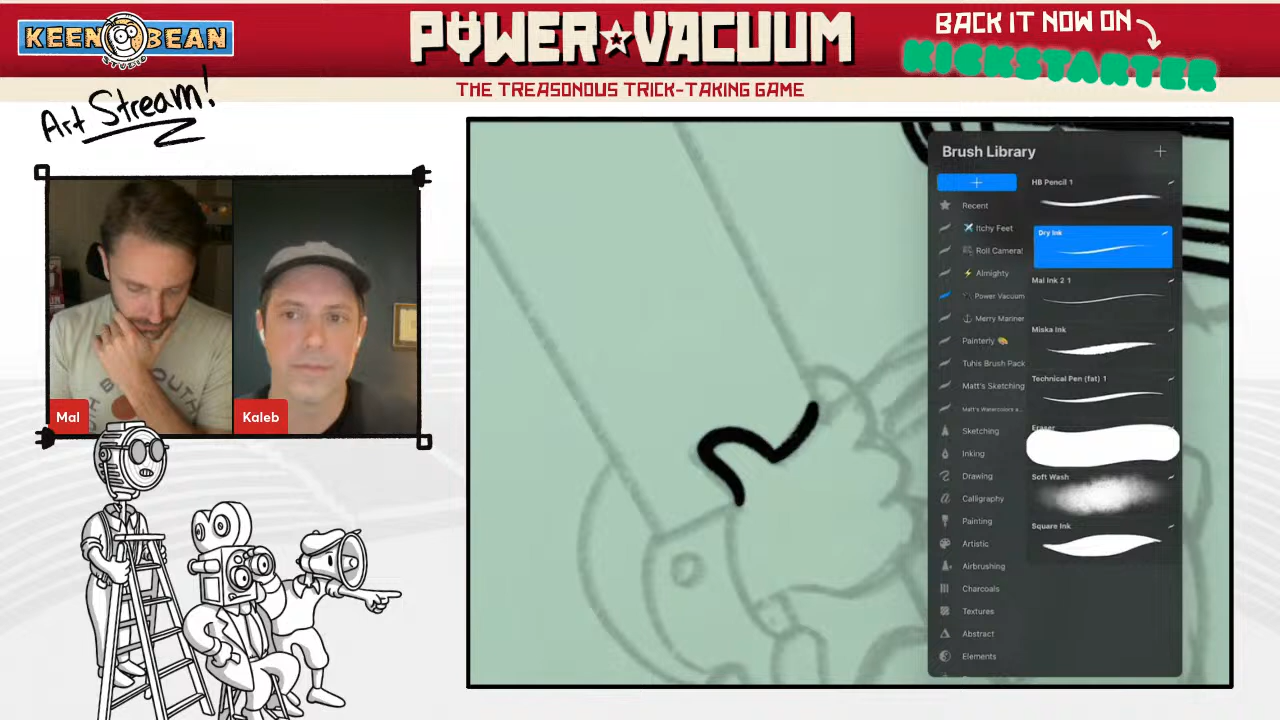 KEEN BEAN
STUDIO
POWER VACUUM
THE TREASONOUS TRICK-TAKING GAME
BACK IT NOW ON
KICKSTARTER
Art Stream!
Mal
Kaleb
Brush Library
Recent
Itchy Feet
Roll Camera!
Almighty
Power Vacuum
Merry Mariner
Painterly
Tuhis Brush Pack
Matt's Sketching
Matt's Watercolors a...
Sketching
Inking
Drawing
Calligraphy
Painting
Artistic
Airbrushing
Charcoals
Textures
Abstract
Elements
HB Pencil 1
Dry Ink
Mal Ink 2 1
Miska Ink
Technical Pen (fat) 1
Eraser
Soft Wash
Square Ink